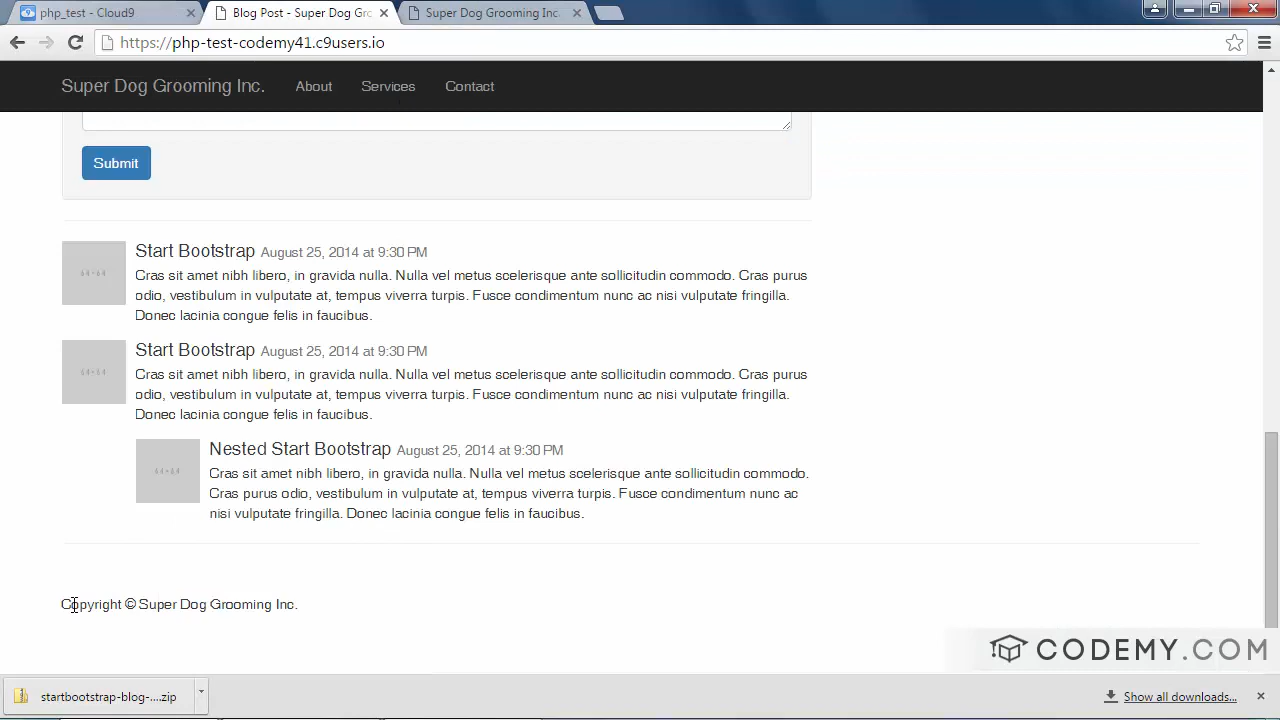 php_test - Cloud9
Blog Post - Super Dog Gro
Super Dog Grooming Inc.
https://php-test-codemy41.c9users.io
Super Dog Grooming Inc. About Services Contact
Submit
Start Bootstrap August 25, 2014 at 9:30 PM
Cras sit amet nibh libero, in gravida nulla. Nulla vel metus scelerisque ante sollicitudin commodo. Cras purus
odio, vestibulum in vulputate at, tempus viverra turpis. Fusce condimentum nunc ac nisi vulputate fringilla.
Donec lacinia congue felis in faucibus.
Start Bootstrap August 25, 2014 at 9:30 PM
Cras sit amet nibh libero, in gravida nulla. Nulla vel metus scelerisque ante sollicitudin commodo. Cras purus
odio, vestibulum in vulputate at, tempus viverra turpis. Fusce condimentum nunc ac nisi vulputate fringilla.
Donec lacinia congue felis in faucibus.
Nested Start Bootstrap August 25, 2014 at 9:30 PM
Cras sit amet nibh libero, in gravida nulla. Nulla vel metus scelerisque ante sollicitudin commodo.
Cras purus odio, vestibulum in vulputate at, tempus viverra turpis. Fusce condimentum nunc ac
nisi vulputate fringilla. Donec lacinia congue felis in faucibus.
Copyright © Super Dog Grooming Inc.
CODEMY.COM
startbootstrap-blog-....zip
Show all downloads...